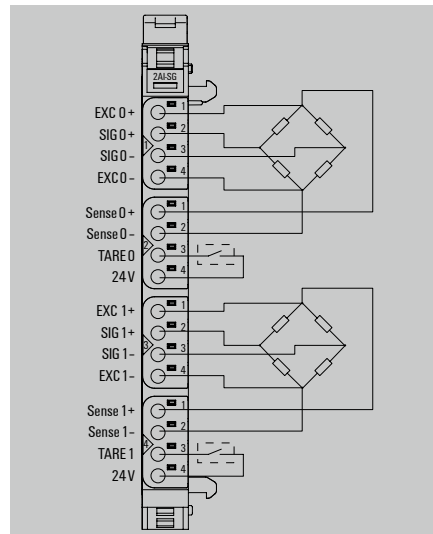 2AI-SG
EXC 0+ 1
SIG 0+ 2
SIG 0– 3
EXC 0– 4
1
Sense 0+ 1
Sense 0– 2
TARE 0 3
24 V 4
2
EXC 1+ 1
SIG 1+ 2
SIG 1– 3
EXC 1– 4
3
Sense 1+ 1
Sense 1– 2
TARE 1 3
24 V 4
4